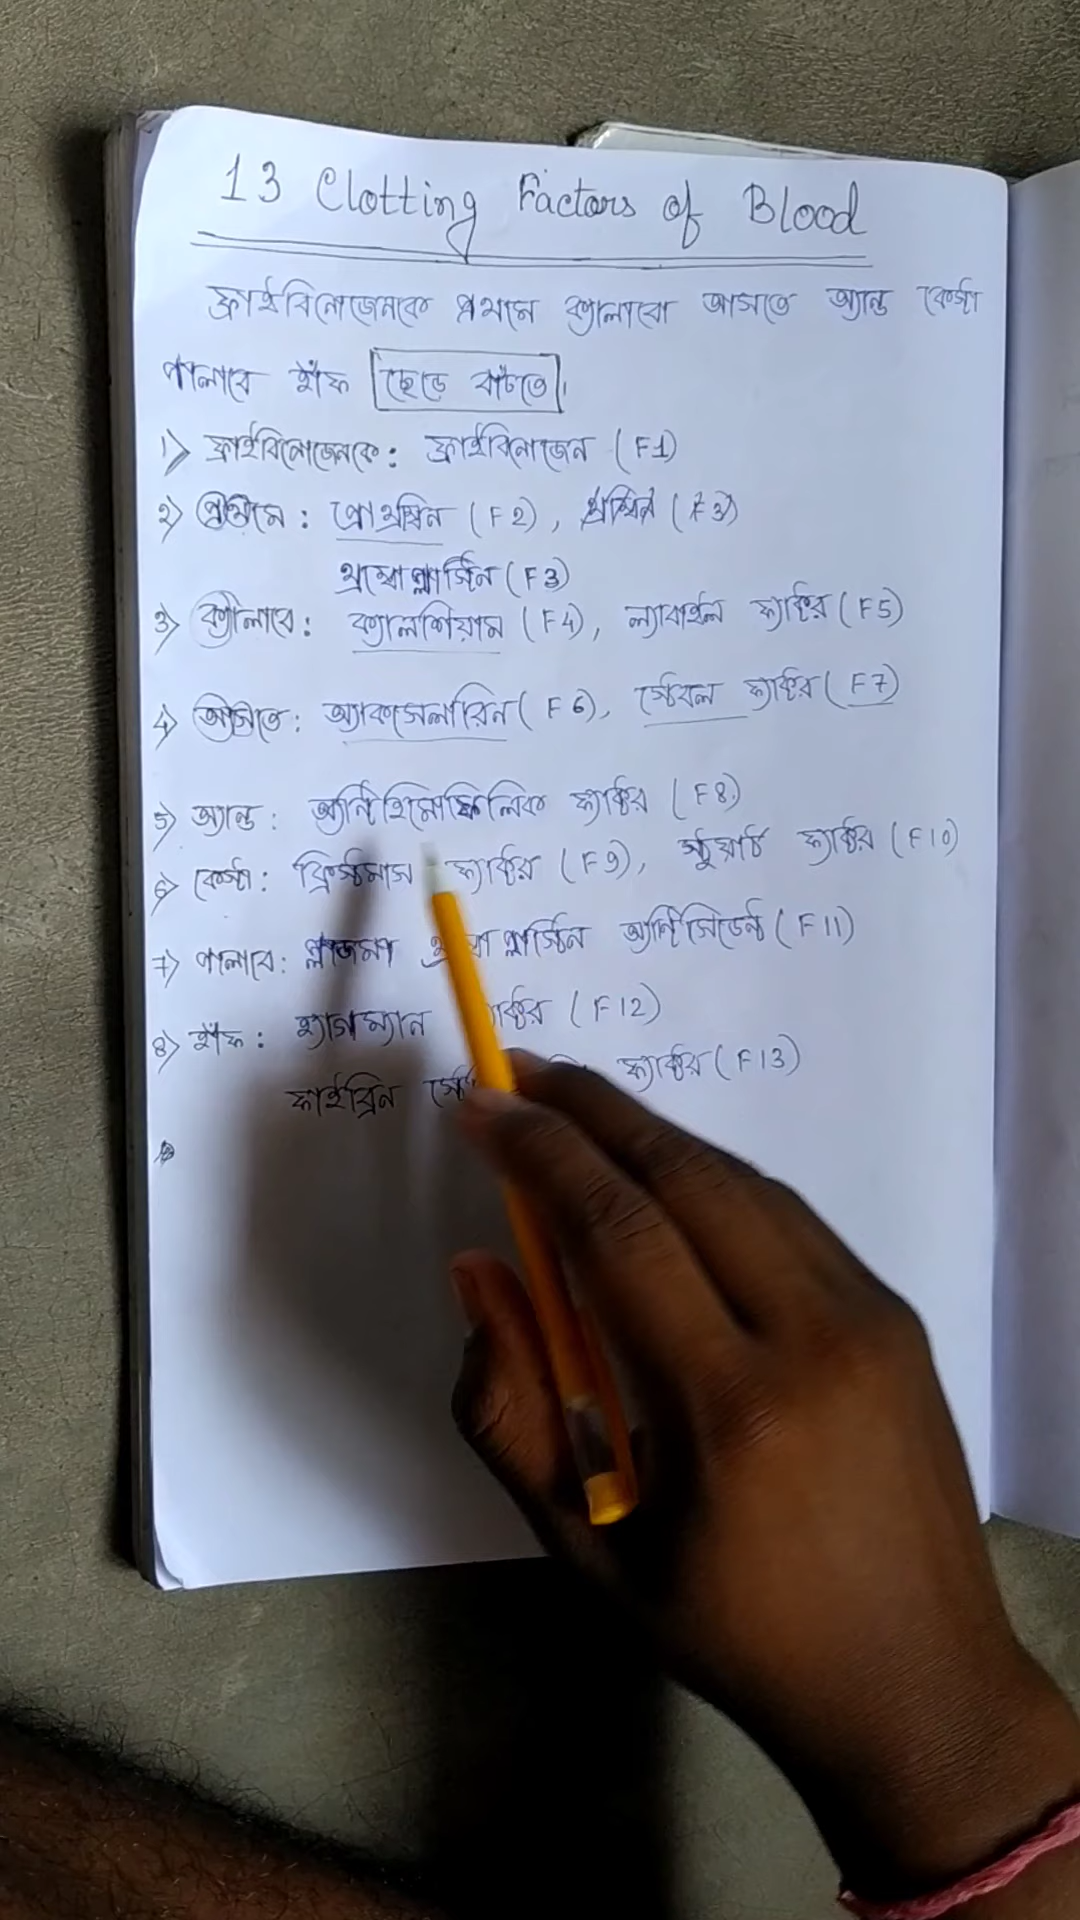 13 Clotting Factors of Blood
ফাইবিনোজেনকে প্রথমে ক্যালাবো আসতে অ্যান্ড কেস্টা
পালাবে হাঁফ ছেড়ে বাঁচতে।
1) ফাইবিনোজেনকে: ফাইবিনোজেন (F1)
2) প্রথমে: প্রোথ্রম্বিন (F2), থ্রম্বিন (F3)
থ্রম্বোপ্লাস্টিন (F3)
3) ক্যালাবে: ক্যালশিয়াম (F4), ল্যাবাইল ফ্যাক্টর (F5)
4) আসতে: অ্যাকসেলারিন (F6), স্টেবল ফ্যাক্টর (F7)
5) অ্যান্ড: অ্যান্টিহিমোফিলিক ফ্যাক্টর (F8)
6) কেস্টা: ক্রিস্টমাস ফ্যাক্টর (F9), স্টুয়ার্ট ফ্যাক্টর (F10)
7) পালাবে: প্লাজমা থ্রম্বোপ্লাস্টিন অ্যান্টিসিডেন্ট (F11)
8) হাঁফ: হ্যাগম্যান ফ্যাক্টর (F12)
ফাইব্রিন ফ্যাক্টর (F13)